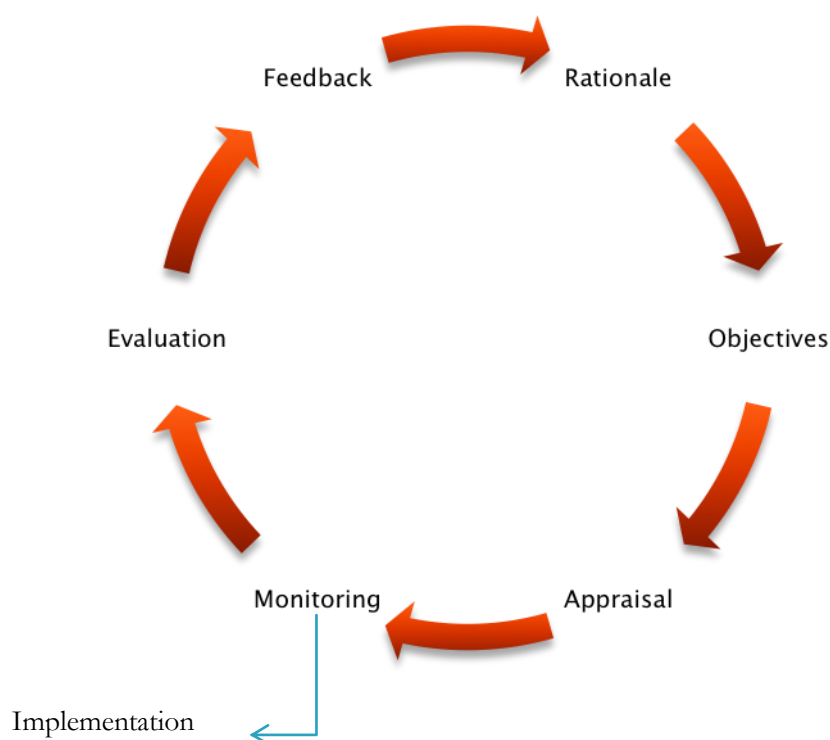 Feedback
Rationale
Evaluation
Objectives
Monitoring
Appraisal
Implementation